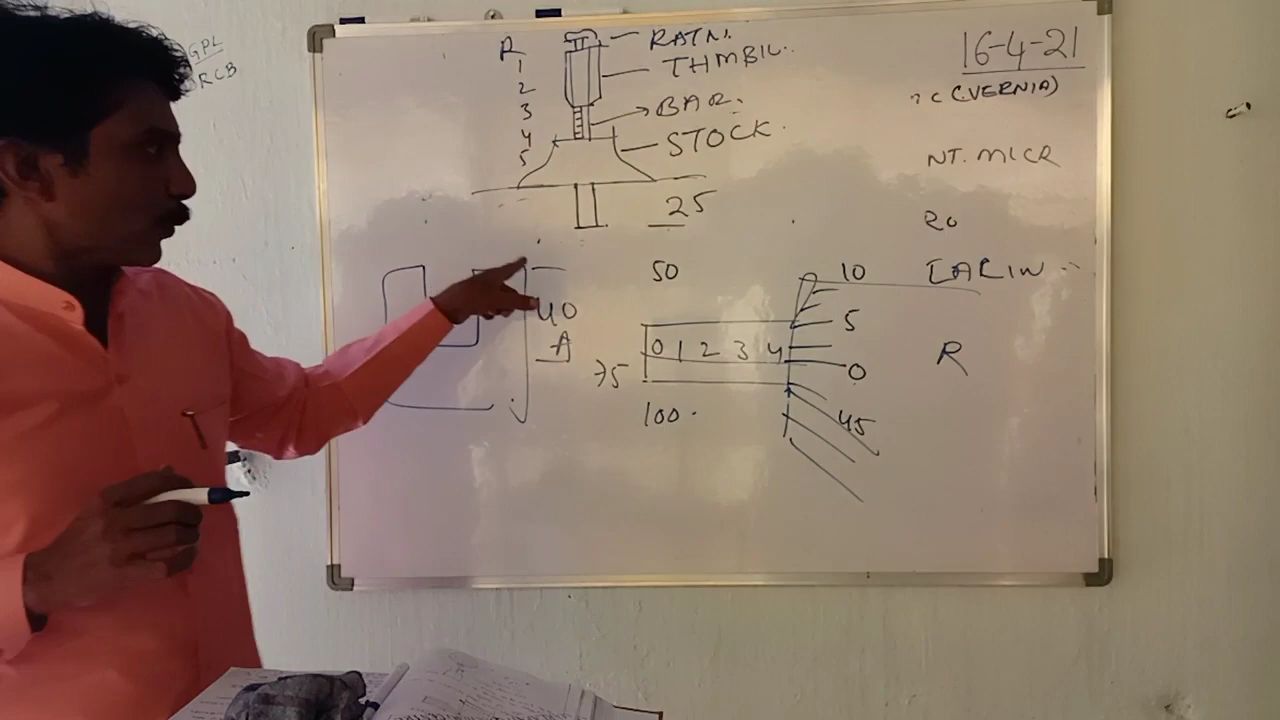 GPL
RCB
16-4-21
(VERNIA)
R
1
2
3
4
5
RATN.
THMBIL..
BAR.
STOCK.
NT. MICR
25
50
10
40
5
A
0 1 2 3 4
75
0
R
100.
45